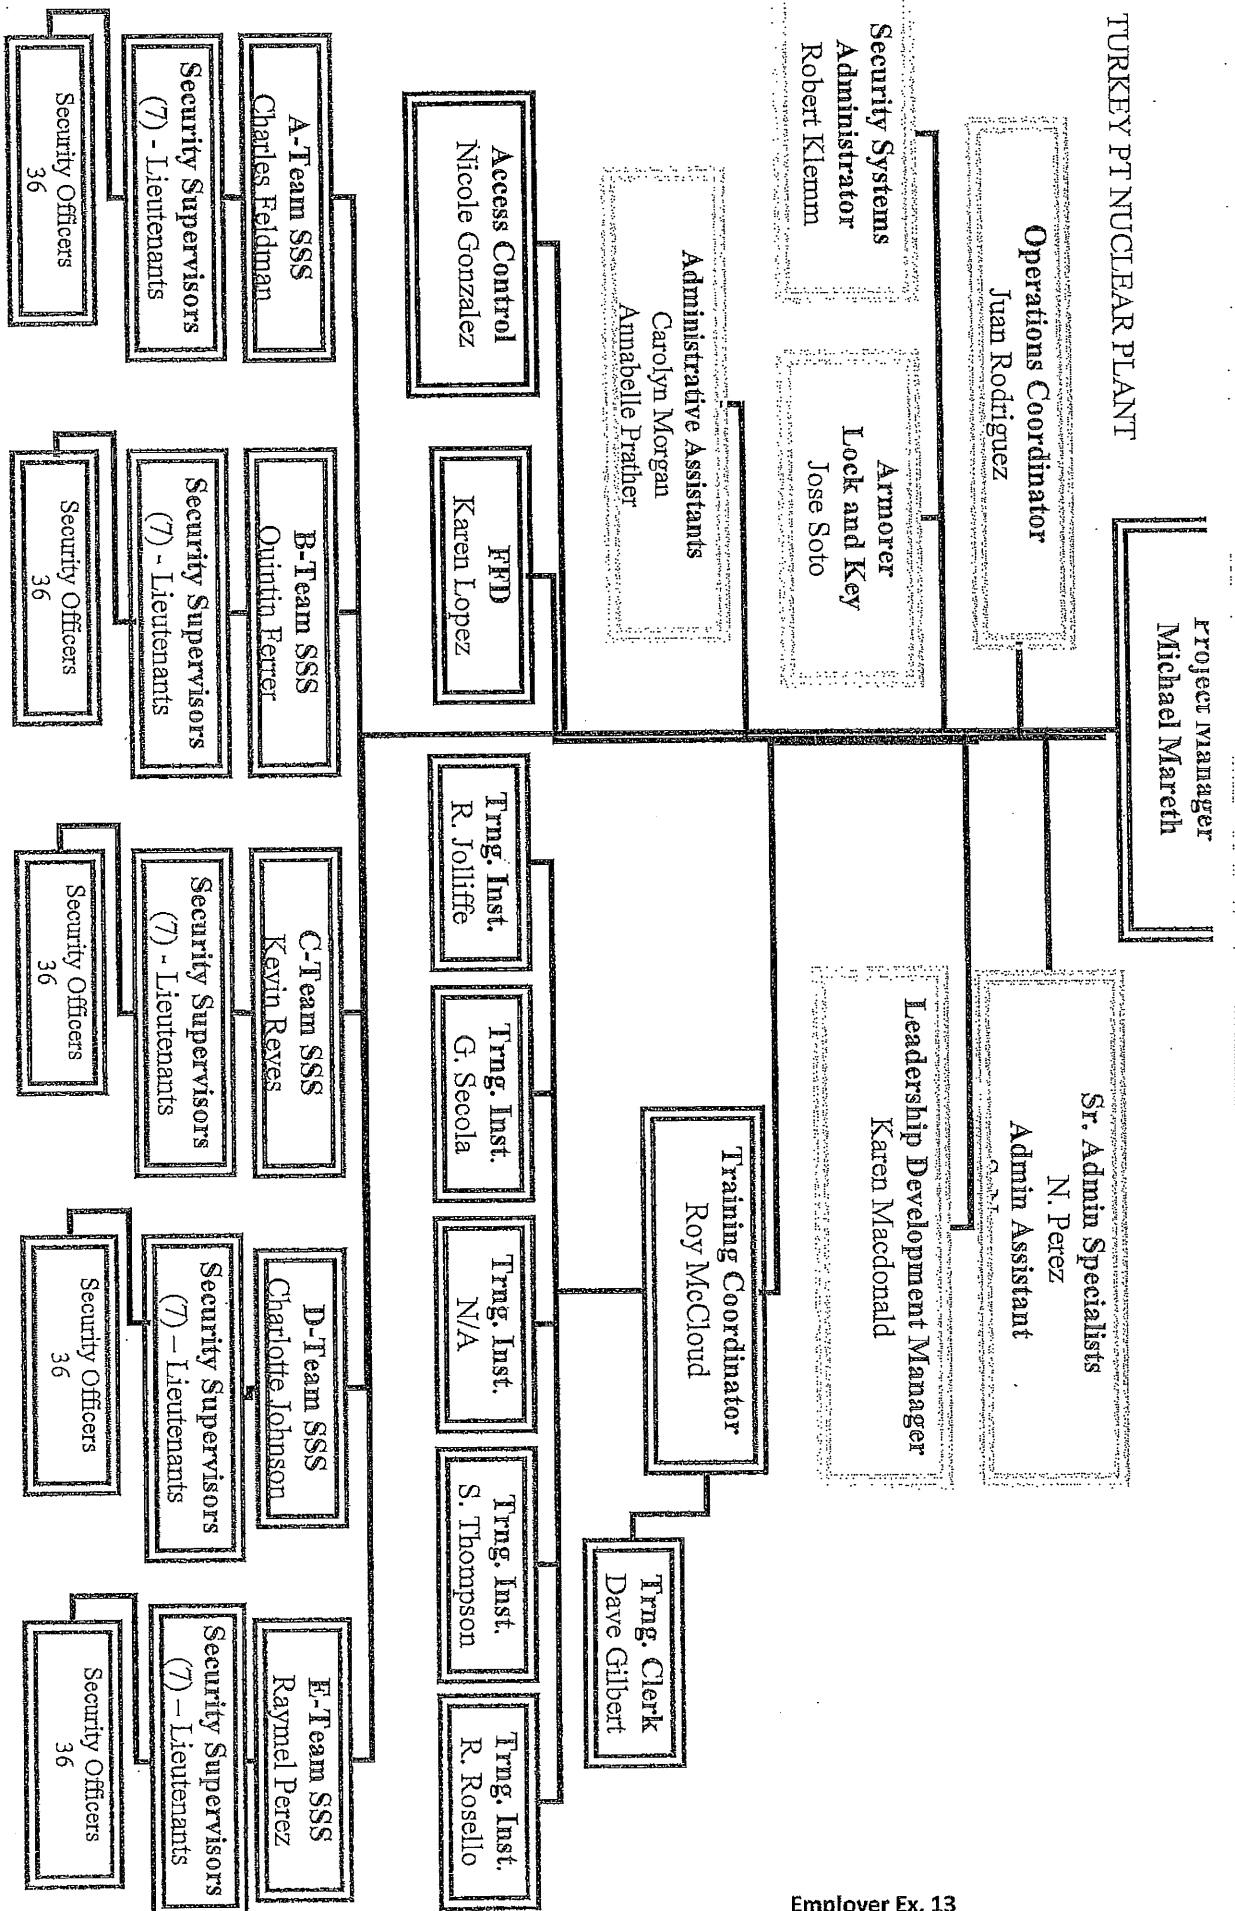 TURKEY PT NUCLEAR PLANT
Project Manager
Michael Mareth
Operations Coordinator
Juan Rodriguez
Sr. Admin Specialists
N. Perez
Admin Assistant
Security Systems
Administrator
Robert Klemm
Armorer
Lock and Key
Jose Soto
Leadership Development Manager
Karen Macdonald
Administrative Assistants
Carolyn Morgan
Annabelle Prather
Training Coordinator
Roy McCloud
Trng. Clerk
Dave Gilbert
Access Control
Nicole Gonzalez
FFD
Karen Lopez
Trng. Inst.
R. Jolliffe
Trng. Inst.
G. Secola
Trng. Inst.
N/A
Trng. Inst.
S. Thompson
Trng. Inst.
R. Rosello
A-Team SSS
Charles Feldman
Security Supervisors
(7) - Lieutenants
Security Officers
36
B-Team SSS
Quintin Ferrer
Security Supervisors
(7) - Lieutenants
Security Officers
36
C-Team SSS
Kevin Reyes
Security Supervisors
(7) - Lieutenants
Security Officers
36
D-Team SSS
Charlotte Johnson
Security Supervisors
(7) – Lieutenants
Security Officers
36
E-Team SSS
Raymel Perez
Security Supervisors
(7) – Lieutenants
Security Officers
36
Employer Ex. 13